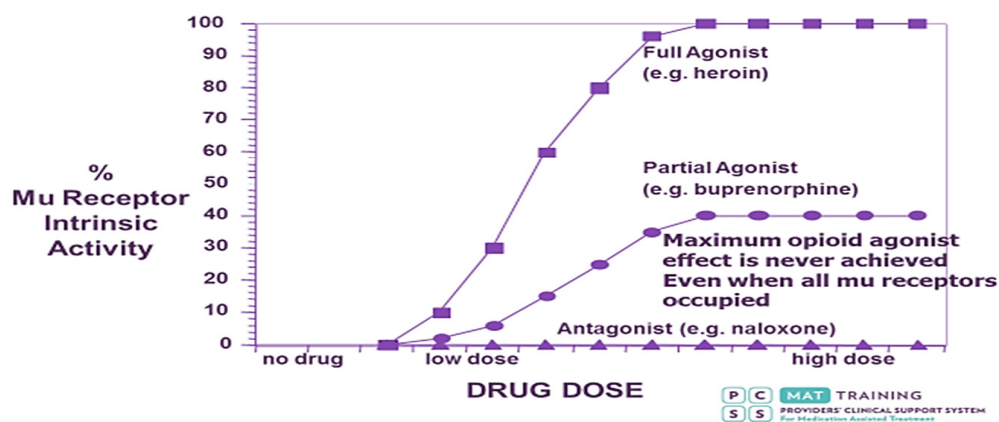 100
90
80
70
60
50
40
30
20
10
0
%
Mu Receptor
Intrinsic
Activity
Full Agonist
(e.g. heroin)
Partial Agonist
(e.g. buprenorphine)
Maximum opioid agonist
effect is never achieved
Even when all mu receptors
occupied
Antagonist (e.g. naloxone)
no drug low dose high dose
DRUG DOSE
P C MAT TRAINING
S S PROVIDERS' CLINICAL SUPPORT SYSTEM
For Medication Assisted Treatment